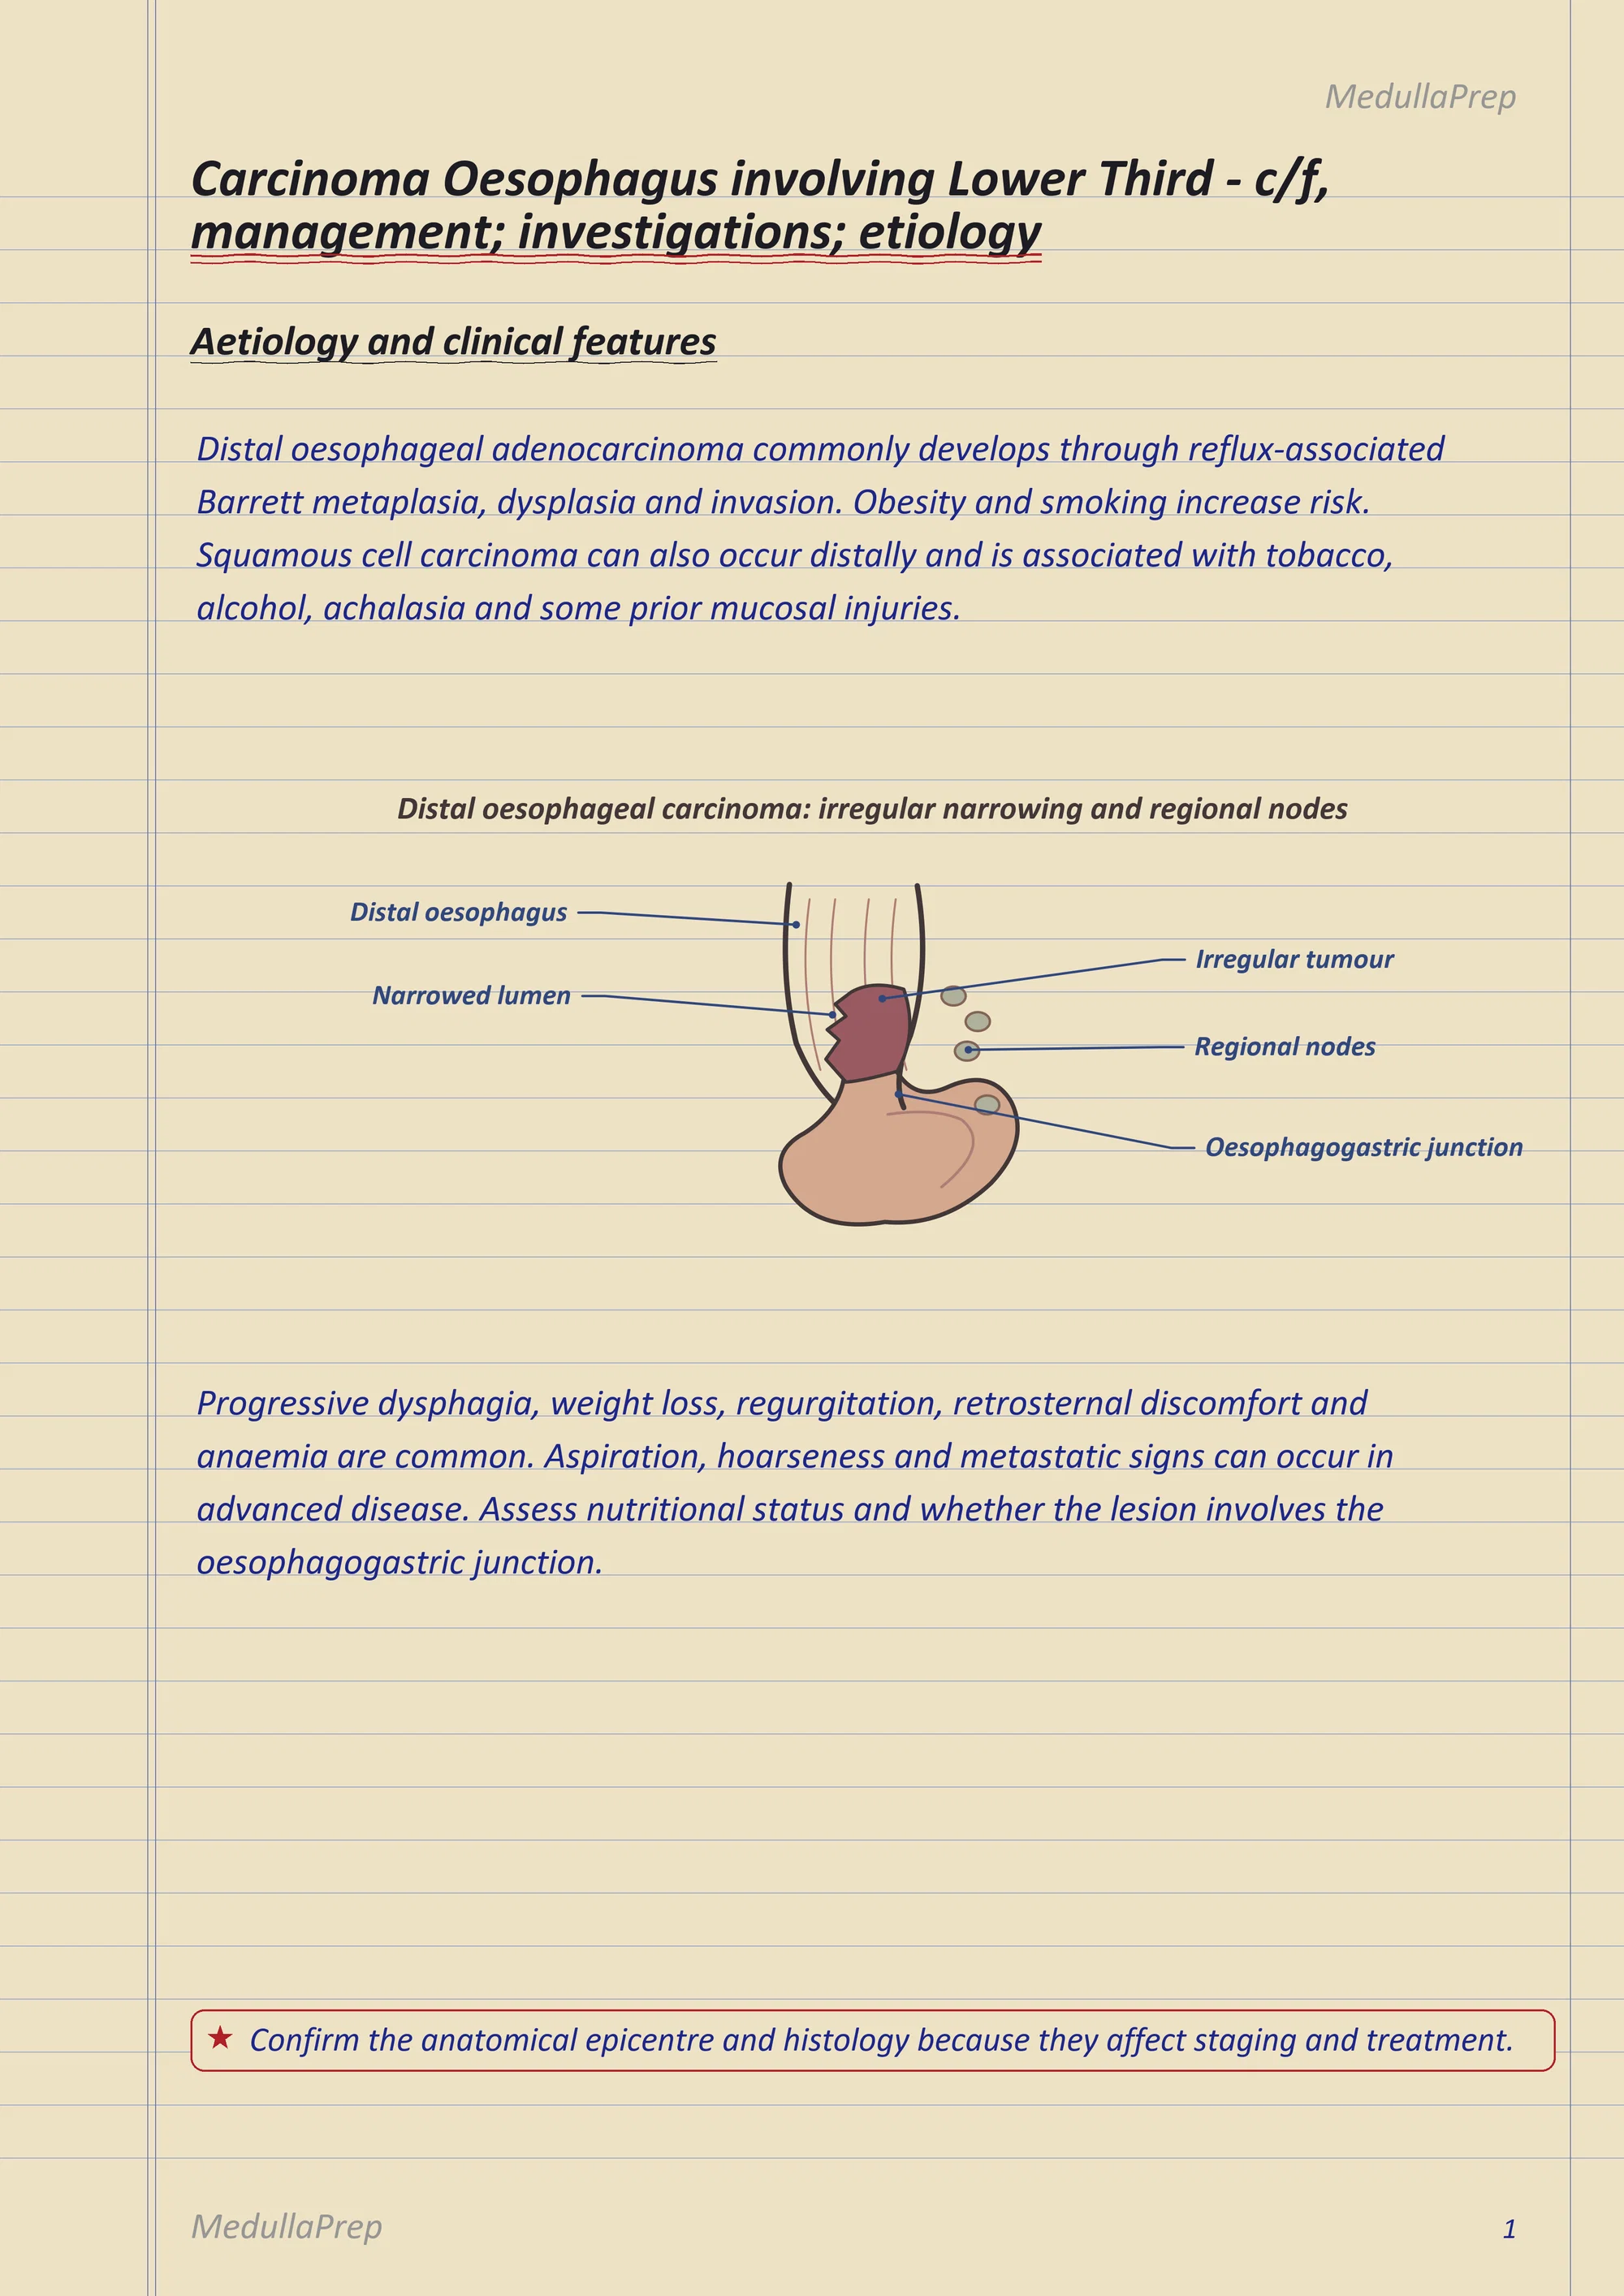 MedullaPrep
Carcinoma Oesophagus involving Lower Third - c/f,
management; investigations; etiology
Aetiology and clinical features
Distal oesophageal adenocarcinoma commonly develops through reflux-associated
Barrett metaplasia, dysplasia and invasion. Obesity and smoking increase risk.
Squamous cell carcinoma can also occur distally and is associated with tobacco,
alcohol, achalasia and some prior mucosal injuries.
Distal oesophageal carcinoma: irregular narrowing and regional nodes
Distal oesophagus
Irregular tumour
Narrowed lumen
Regional nodes
Oesophagogastric junction
Progressive dysphagia, weight loss, regurgitation, retrosternal discomfort and
anaemia are common. Aspiration, hoarseness and metastatic signs can occur in
advanced disease. Assess nutritional status and whether the lesion involves the
oesophagogastric junction.
★ Confirm the anatomical epicentre and histology because they affect staging and treatment.
MedullaPrep
1